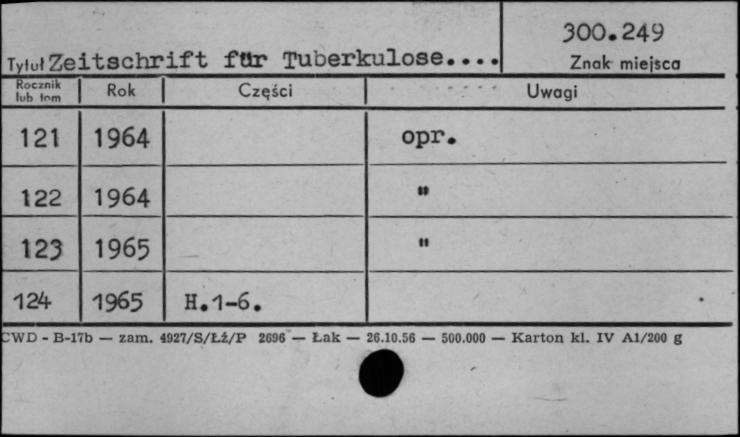 300.249
Tytuł Zeitschrift für Tuberkulose....
Znak miejsca
Rocznik lub tom Rok Części Uwagi
121 1964 opr.
122 1964 "
123 1965 "
124 1965 H.1-6.
CWD - B-17b — zam. 4927/S/Łź/P 2696 — Łak — 26.10.56 — 500.000 — Karton kl. IV A1/200 g